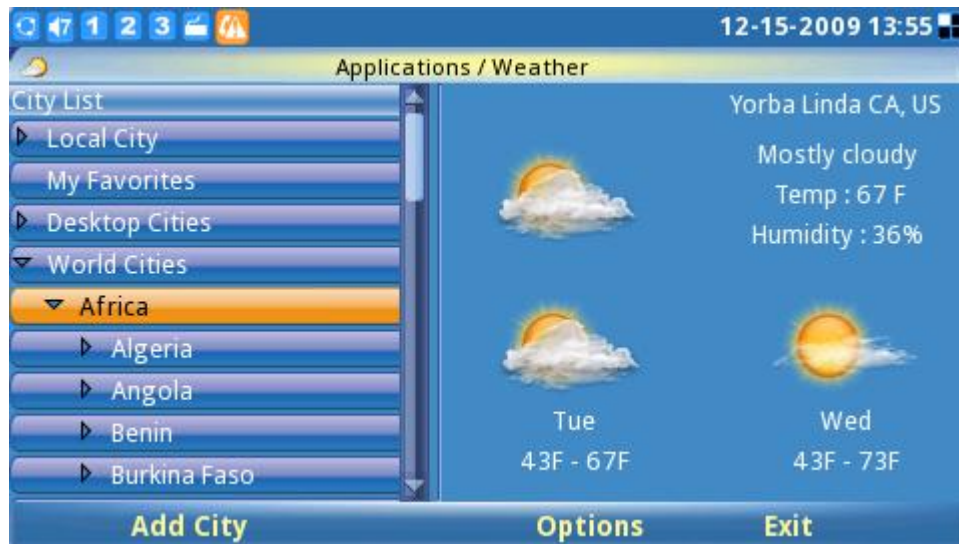 7 1 2 3 12-15-2009 13:55
Applications / Weather
City List
Local City
My Favorites
Desktop Cities
World Cities
Africa
Algeria
Angola
Benin
Burkina Faso
Yorba Linda CA, US
Mostly cloudy
Temp : 67 F
Humidity : 36%
Tue
43F - 67F
Wed
43F - 73F
Add City
Options
Exit